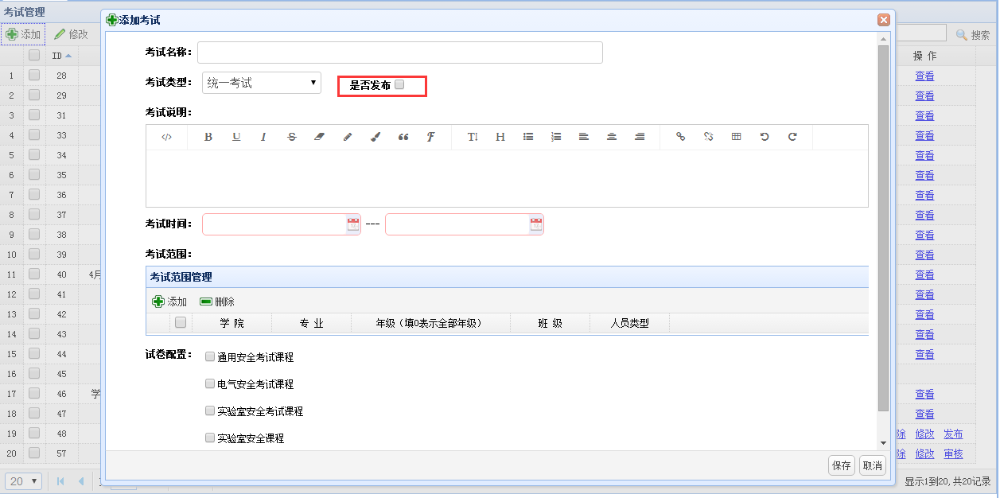 考试管理
添加 修改 搜索
ID 操 作
1 28 查看
2 29 查看
3 31 查看
4 33 查看
5 34 查看
6 35 查看
7 36 查看
8 37 查看
9 38 查看
10 39 查看
11 40 4月 查看
12 41 查看
13 42 查看
14 43 查看
15 44 查看
16 45
17 46 学 查看
18 47 查看
19 48 除 修改 发布
20 57 除 修改 审核
20 显示1到20, 共20记录
添加考试
考试名称：
考试类型： 统一考试 是否发布
考试说明：
</> B U I S T H
考试时间： ---
考试范围：
考试范围管理
添加 删除
学 院 专 业 年级（填0表示全部年级） 班 级 人员类型
试卷配置： 通用安全考试课程
电气安全考试课程
实验室安全考试课程
实验室安全课程
保存 取消